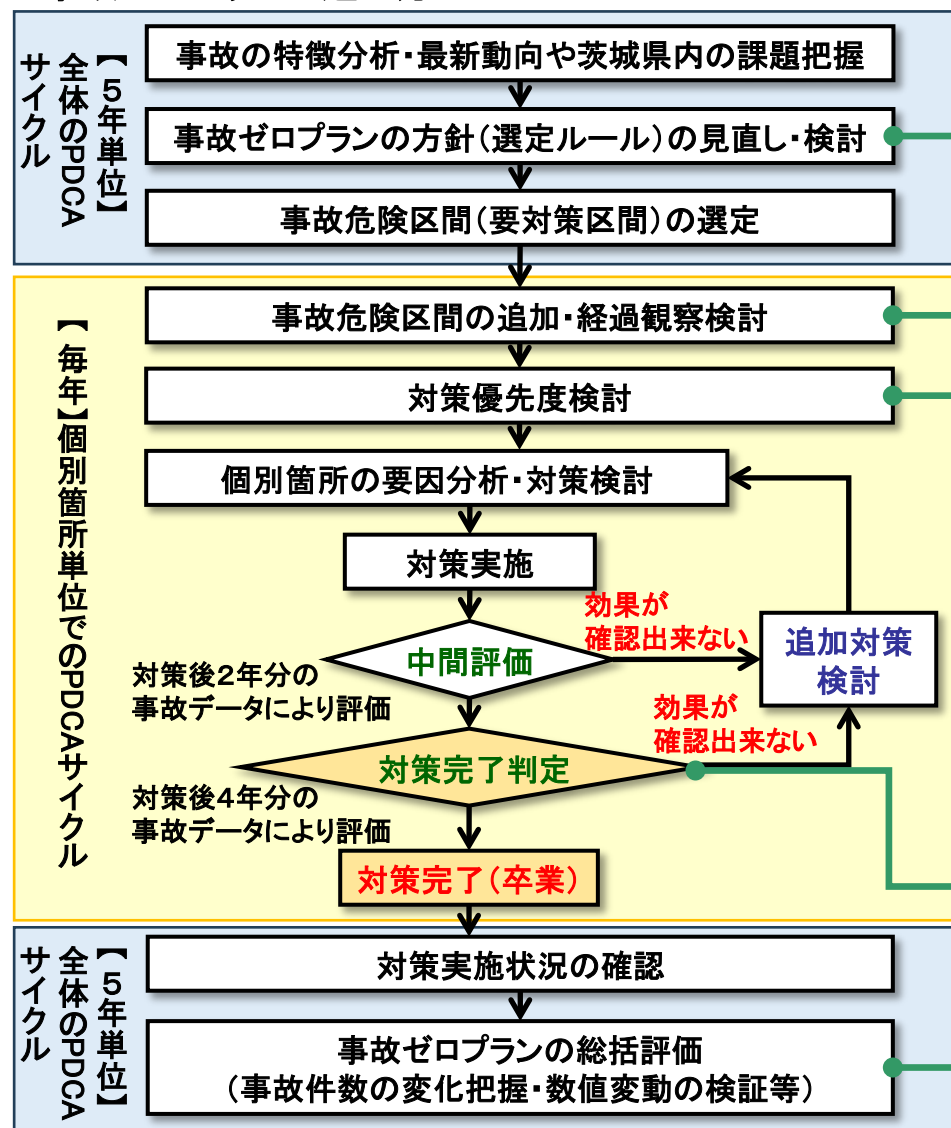 【５年単位】
全体のPDCA
サイクル
事故の特徴分析・最新動向や茨城県内の課題把握
事故ゼロプランの方針（選定ルール）の見直し・検討
事故危険区間（要対策区間）の選定
【毎年】個別箇所単位でのPDCAサイクル
事故危険区間の追加・経過観察検討
対策優先度検討
個別箇所の要因分析・対策検討
対策実施
効果が
確認出来ない
中間評価
追加対策
検討
対策後２年分の
事故データにより評価
効果が
確認出来ない
対策完了判定
対策後４年分の
事故データにより評価
対策完了（卒業）
【５年単位】
全体のPDCA
サイクル
対策実施状況の確認
事故ゼロプランの総括評価
（事故件数の変化把握・数値変動の検証等）